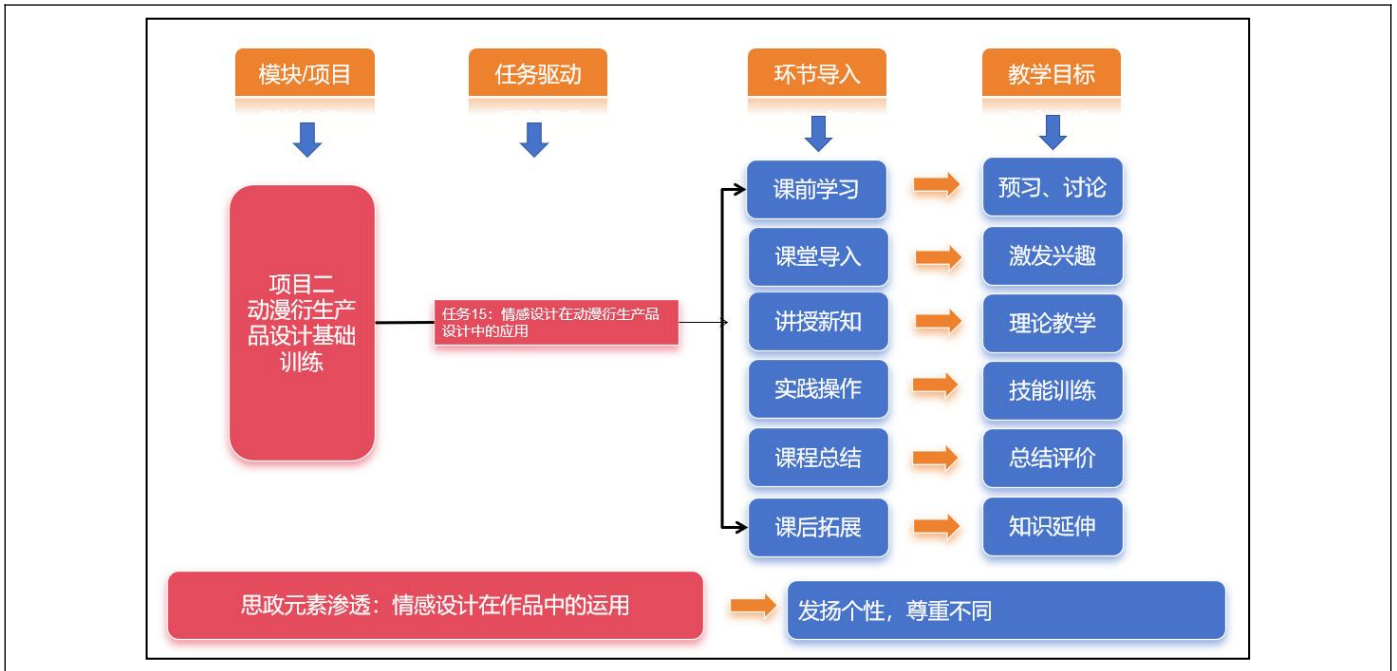 模块/项目
任务驱动
环节导入
教学目标
项目二
动漫衍生产
品设计基础
训练
任务15：情感设计在动漫衍生产品
设计中的应用
课前学习
预习、讨论
课堂导入
激发兴趣
讲授新知
理论教学
实践操作
技能训练
课程总结
总结评价
课后拓展
知识延伸
思政元素渗透：情感设计在作品中的运用
发扬个性，尊重不同